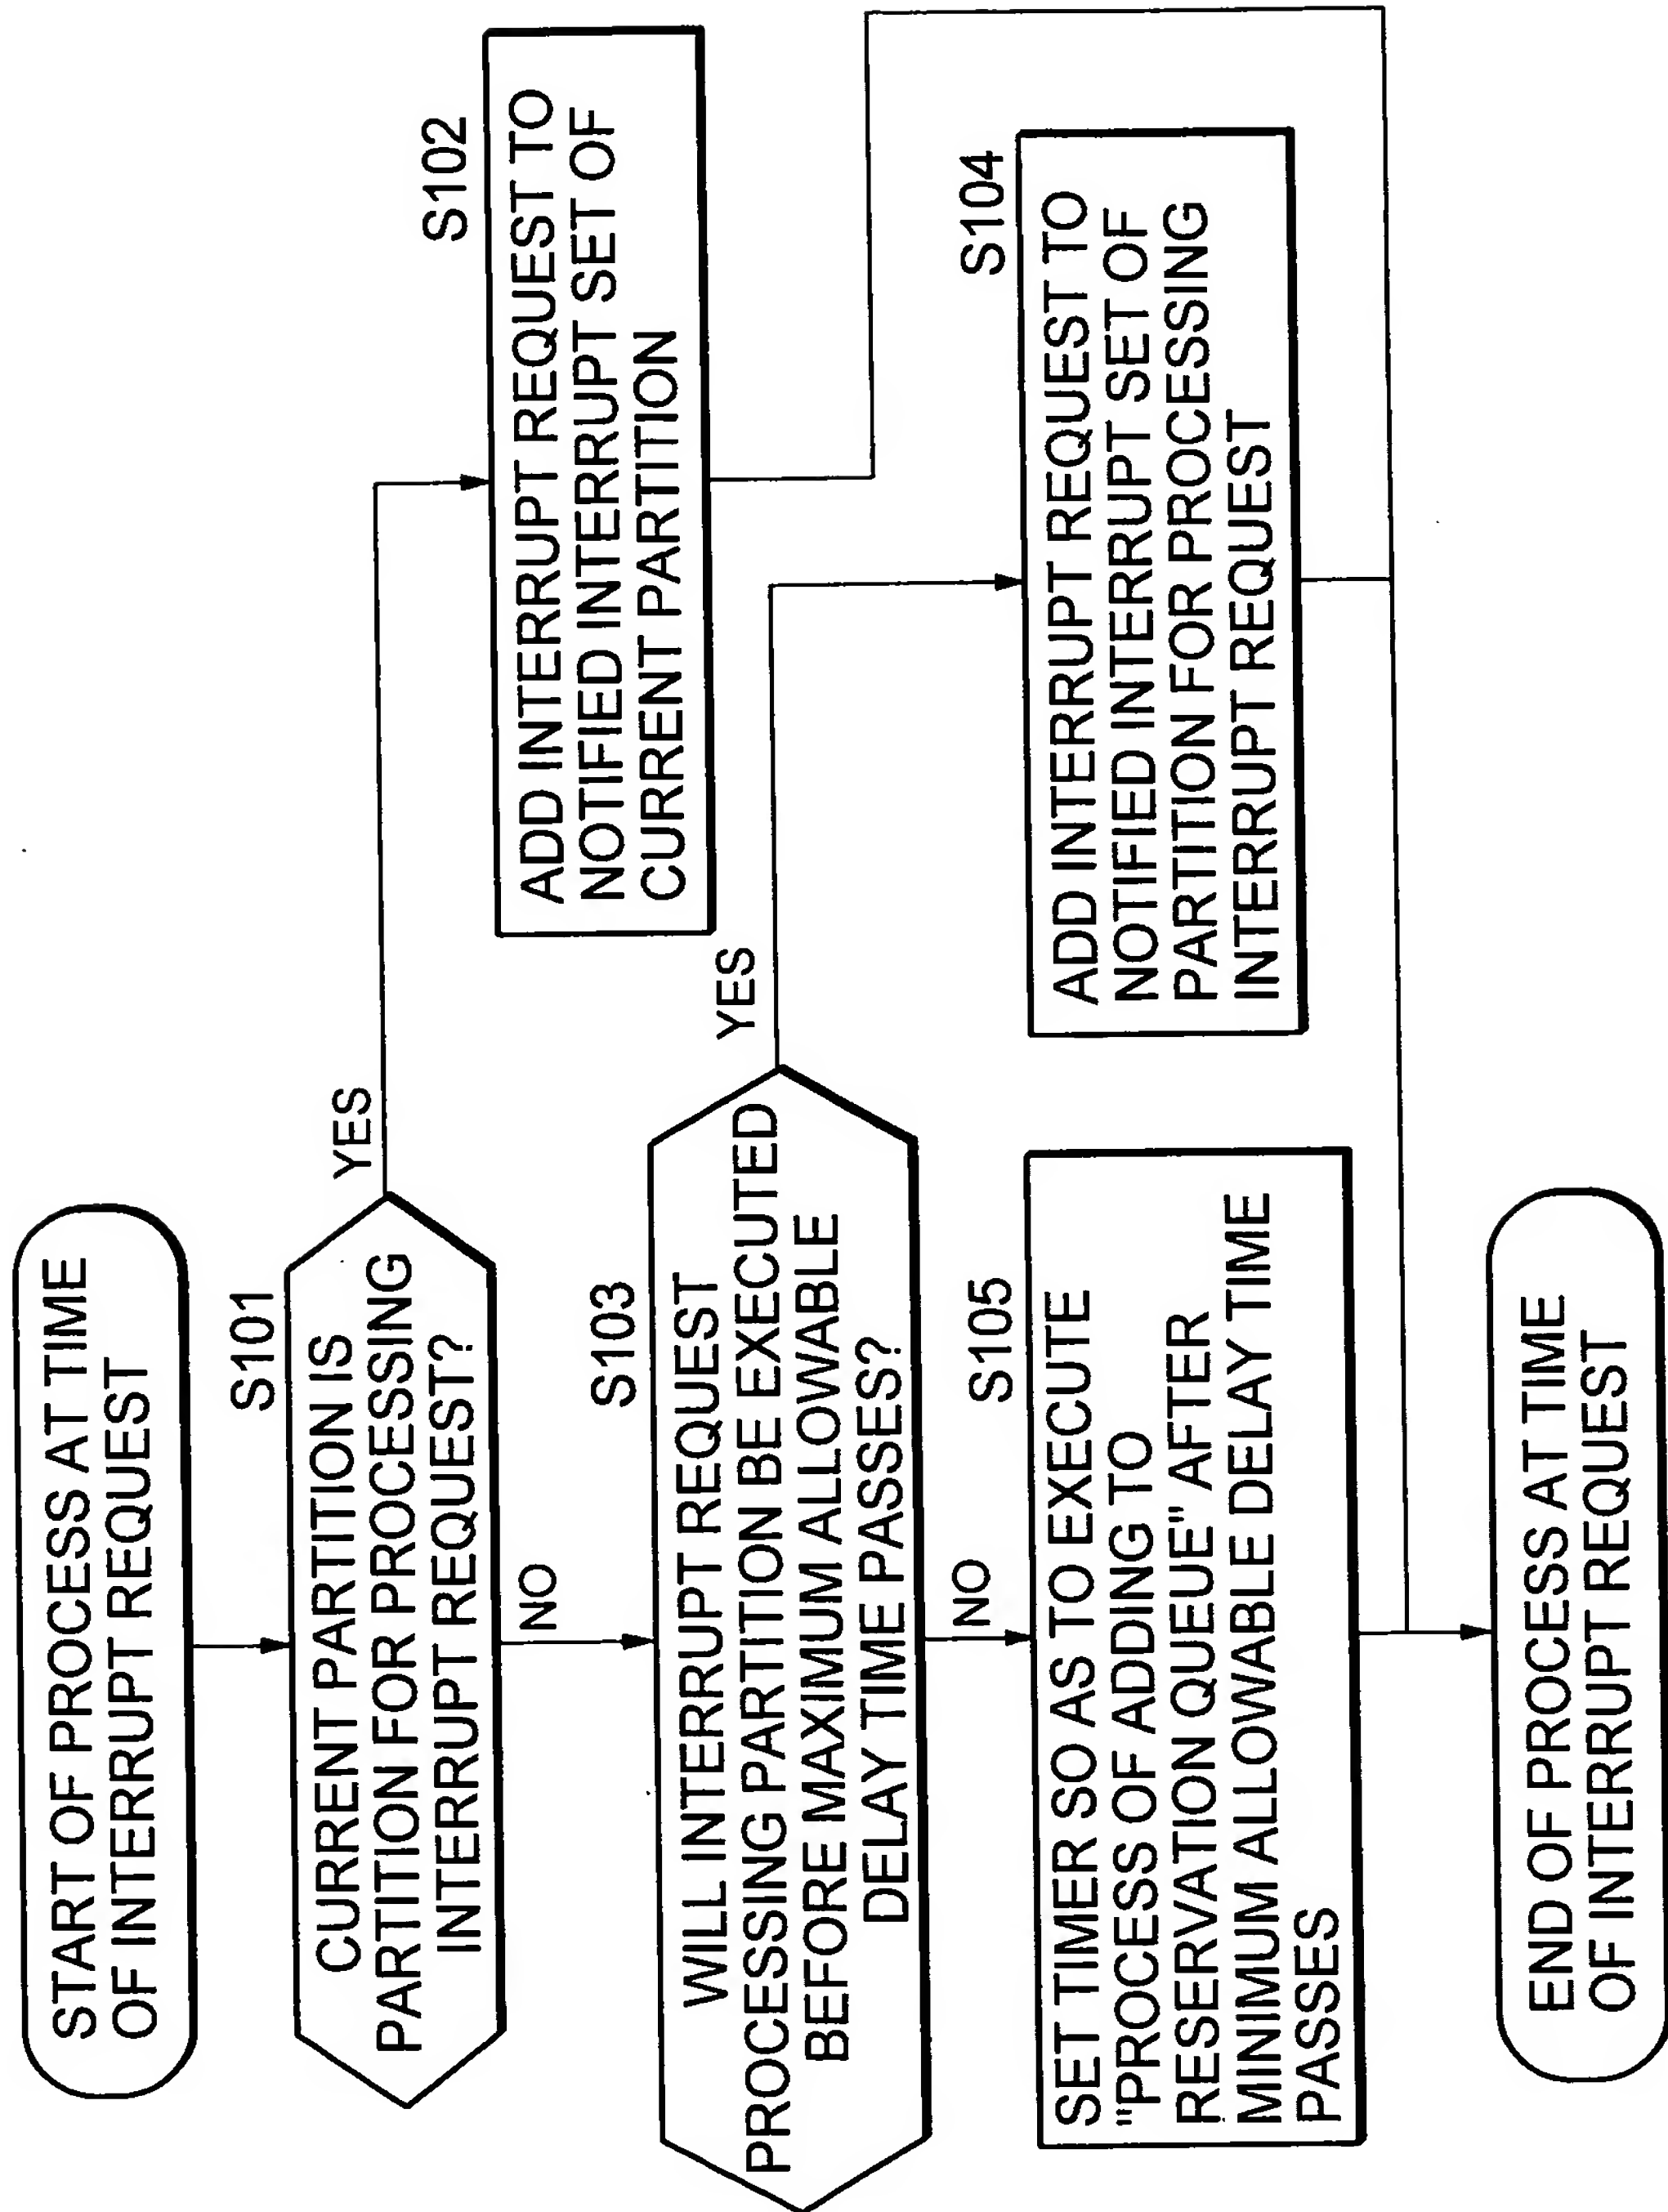 START OF PROCESS AT TIME
OF INTERRUPT REQUEST
S101
CURRENT PARTITION IS
PARTITION FOR PROCESSING
INTERRUPT REQUEST?
YES
NO
S102
ADD INTERRUPT REQUEST TO
NOTIFIED INTERRUPT SET OF
CURRENT PARTITION
S103
WILL INTERRUPT REQUEST
PROCESSING PARTITION BE EXECUTED
BEFORE MAXIMUM ALLOWABLE
DELAY TIME PASSES?
YES
NO
S104
ADD INTERRUPT REQUEST TO
NOTIFIED INTERRUPT SET OF
PARTITION FOR PROCESSING
INTERRUPT REQUEST
S105
SET TIMER SO AS TO EXECUTE
"PROCESS OF ADDING TO
RESERVATION QUEUE" AFTER
MINIMUM ALLOWABLE DELAY TIME
PASSES
END OF PROCESS AT TIME
OF INTERRUPT REQUEST